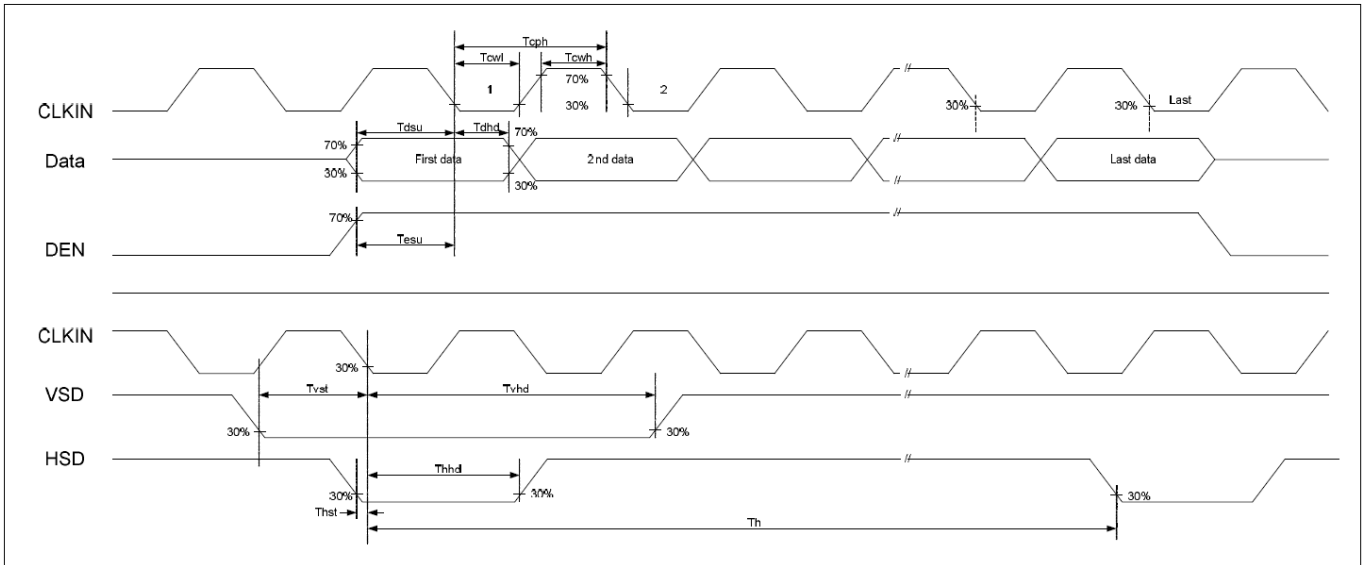 Tcph
Tcwl
Tcwh
1
70%
30%
2
30%
30%
Last
CLKIN
Tdsu
Tdhd
70%
70%
Data
First data
2nd data
Last data
30%
30%
70%
DEN
Tesu
CLKIN
30%
VSD
Tvst
Tvhd
30%
30%
HSD
Thhd
30%
30%
30%
Thst
Th